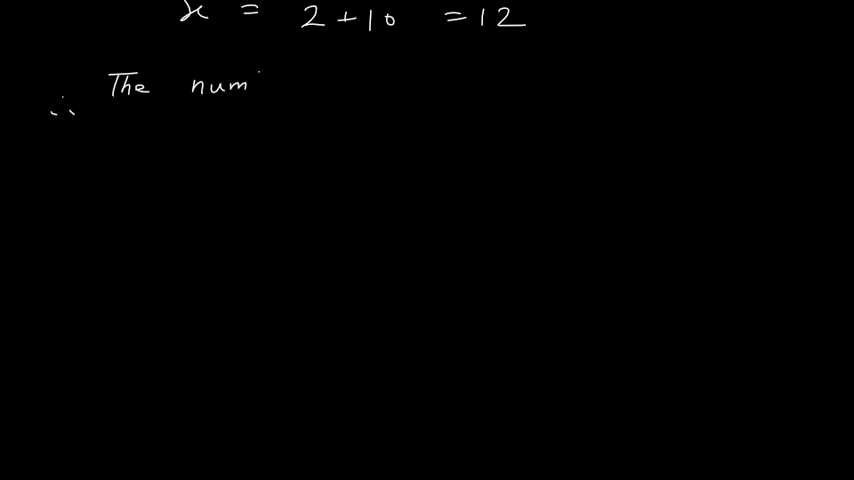 x = 2 + 10 = 12
∴ The num